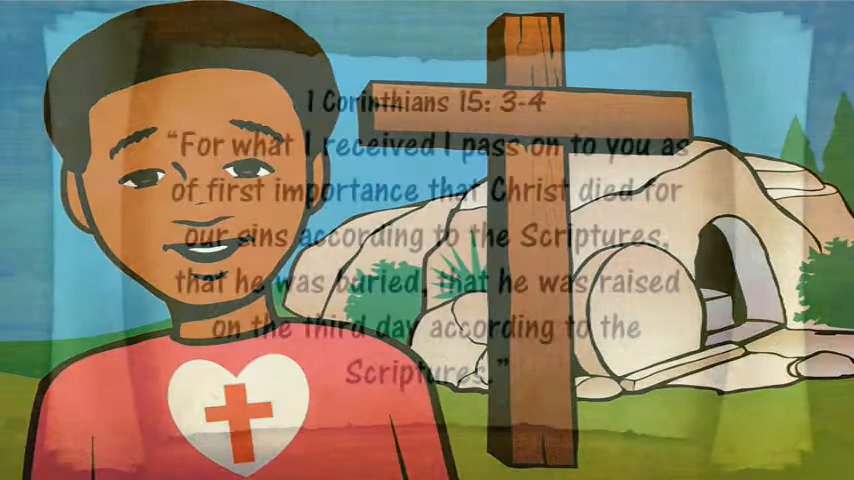 1 Corinthians 15: 3-4
“For what I received I pass on to you as
of first importance that Christ died for
our sins according to the Scriptures,
that he was buried, that he was raised
on the third day according to the
Scriptures.”